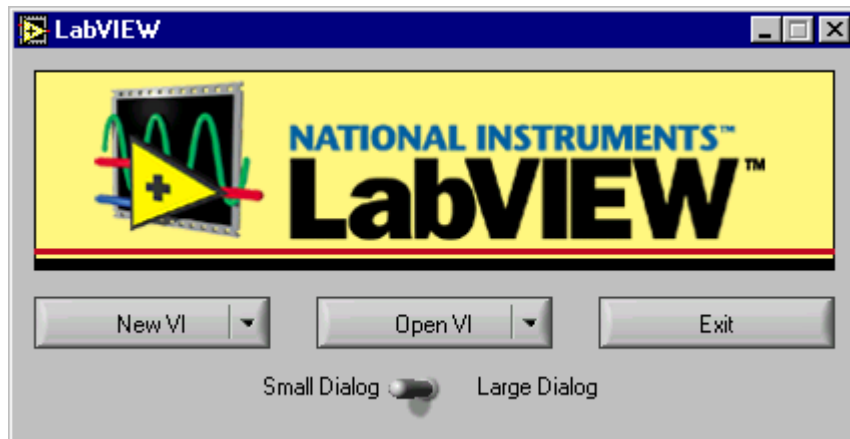 LabVIEW
NATIONAL INSTRUMENTS™
LabVIEW™
New VI
Open VI
Exit
Small Dialog
Large Dialog